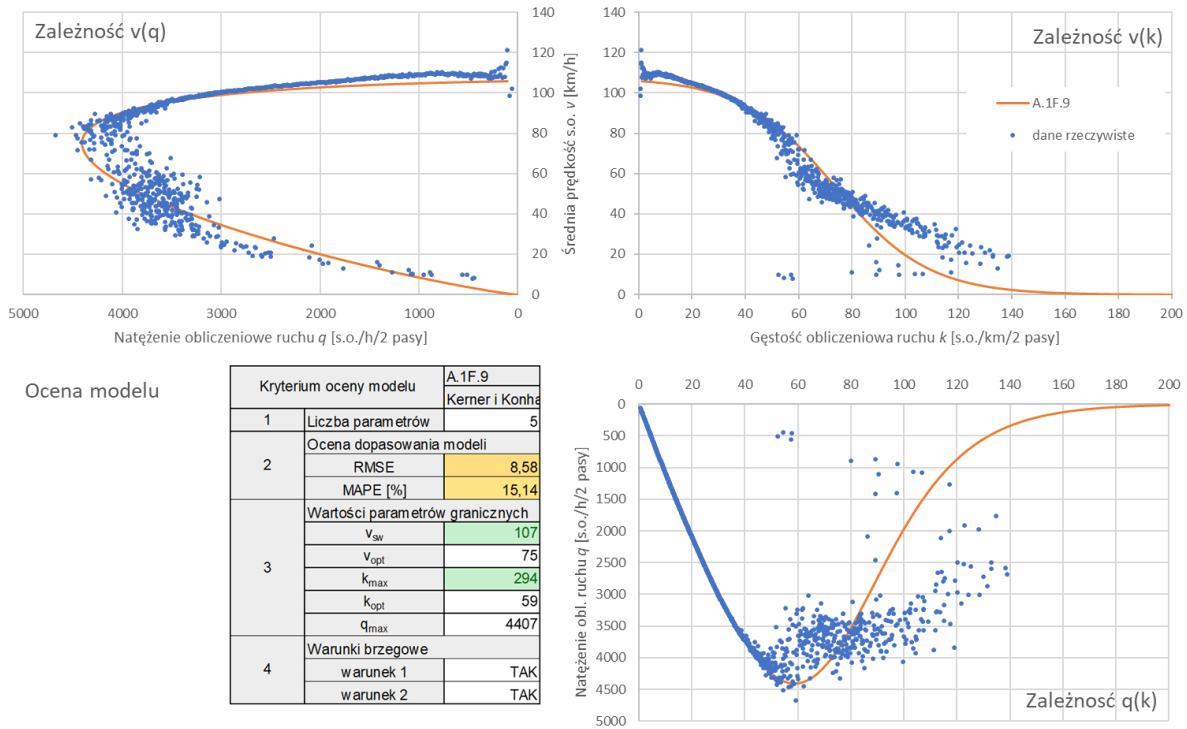 Zależność v(q)
140
120
100
80
60
40
20
0
Średnia prędkość s.o. v [km/h]
5000 4000 3000 2000 1000 0
Natężenie obliczeniowe ruchu q [s.o./h/2 pasy]
Zależność v(k)
140
120
100
80
60
40
20
0
A.1F.9
dane rzeczywiste
0 20 40 60 80 100 120 140 160 180 200
Gęstość obliczeniowa ruchu k [s.o./km/2 pasy]
Ocena modelu
Kryterium oceny modelu A.1F.9
Kerner i Konha
1 Liczba parametrów 5
2 Ocena dopasowania modeli
RMSE 8,58
MAPE [%] 15,14
3 Wartości parametrów granicznych
vsw 107
vopt 75
kmax 294
kopt 59
qmax 4407
4 Warunki brzegowe
warunek 1 TAK
warunek 2 TAK
0 20 40 60 80 100 120 140 160 180 200
0
500
1000
1500
2000
2500
3000
3500
4000
4500
5000
Natężenie obl. ruchu q [s.o./h/2 pasy]
Zależnosć q(k)